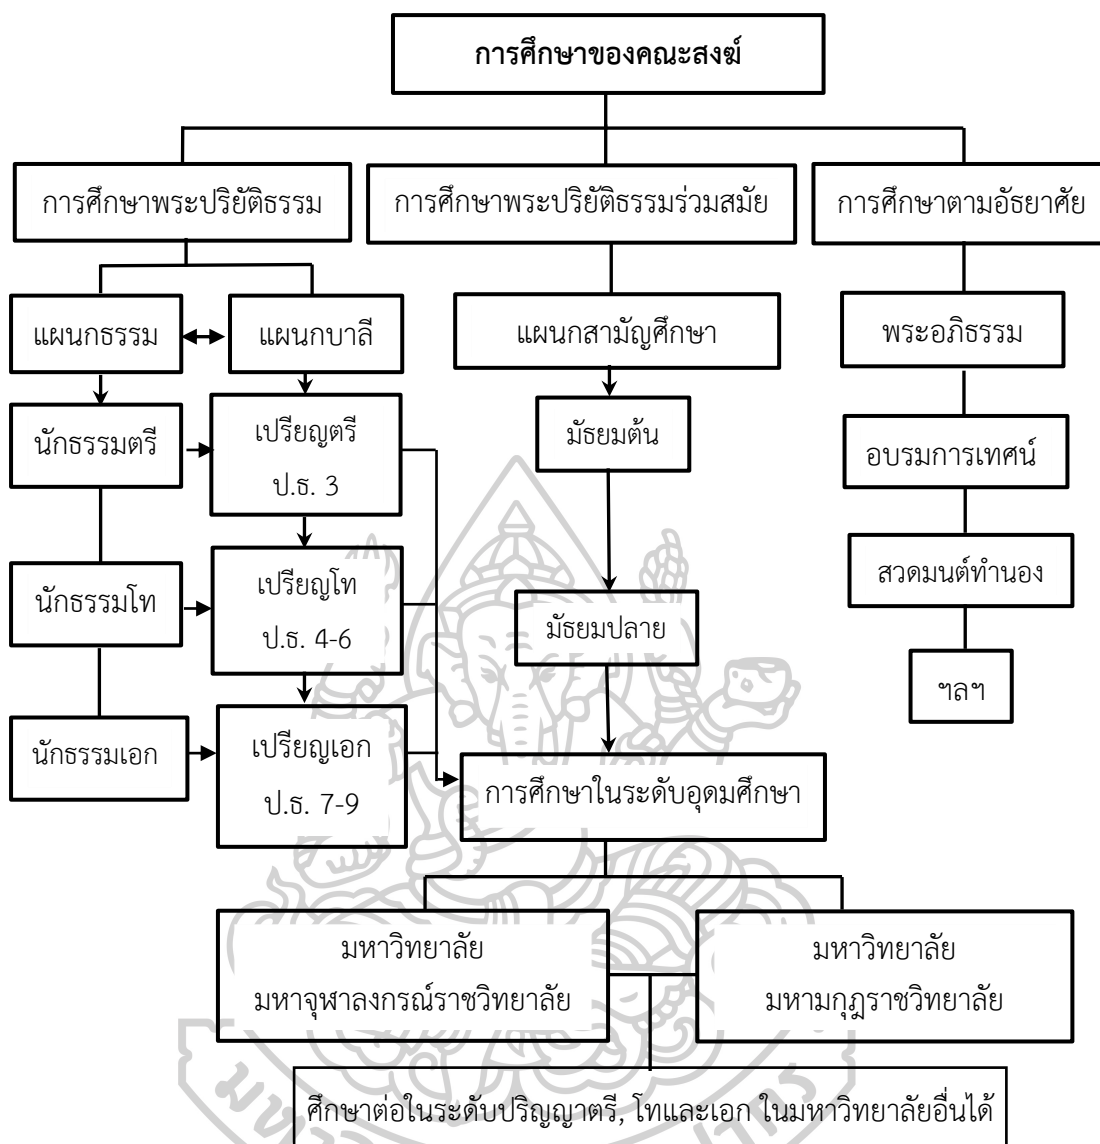 การศึกษาของคณะสงฆ์
การศึกษาพระปริยัติธรรม
การศึกษาพระปริยัติธรรมร่วมสมัย
การศึกษาตามอัธยาศัย
แผนกธรรม
แผนกบาลี
แผนกสามัญศึกษา
พระอภิธรรม
นักธรรมตรี
เปรียญตรี
ป.ธ. 3
มัธยมต้น
อบรมการเทศน์
นักธรรมโท
เปรียญโท
ป.ธ. 4-6
มัธยมปลาย
สวดมนต์ทำนอง
ฯลฯ
นักธรรมเอก
เปรียญเอก
ป.ธ. 7-9
การศึกษาในระดับอุดมศึกษา
มหาวิทยาลัย
มหาจุฬาลงกรณ์ราชวิทยาลัย
มหาวิทยาลัย
มหามกุฎราชวิทยาลัย
ศึกษาต่อในระดับปริญญาตรี, โทและเอก ในมหาวิทยาลัยอื่นได้